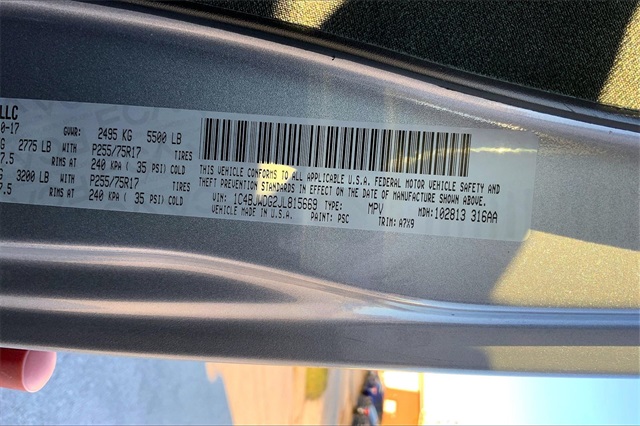 LLC
0-17 GVWR: 2495 KG 5500 LB
G 2775 LB WITH P255/75R17 TIRES
7.5 RIMS AT 240 KPA ( 35 PSI) COLD
G 3200 LB WITH P255/75R17 TIRES
7.5 RIMS AT 240 KPA ( 35 PSI) COLD
THIS VEHICLE CONFORMS TO ALL APPLICABLE U.S.A. FEDERAL MOTOR VEHICLE SAFETY AND
THEFT PREVENTION STANDARDS IN EFFECT ON THE DATE OF MANUFACTURE SHOWN ABOVE.
VIN: 1C4BJWDG2JL815669 TYPE: MPV MDH:102813 316AA
VEHICLE MADE IN U.S.A. PAINT: PSC TRIM: A7X9